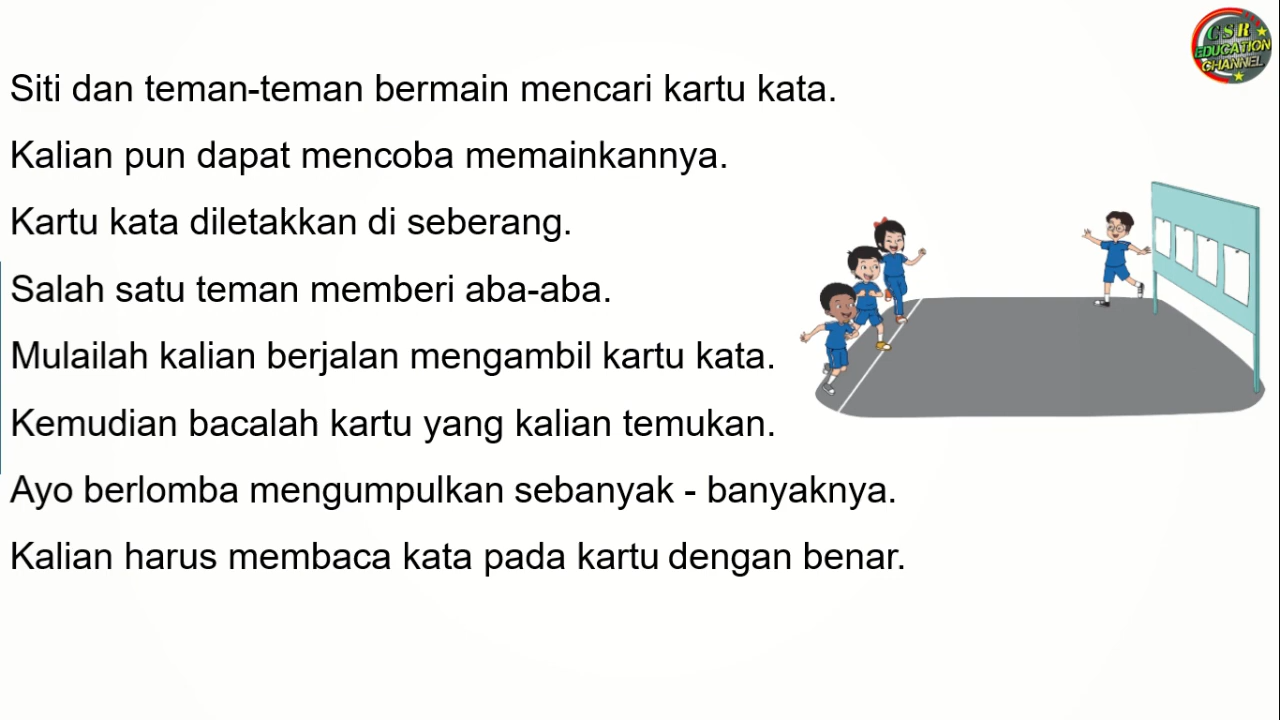 CSR
EDUCATION
CHANNEL
Siti dan teman-teman bermain mencari kartu kata.
Kalian pun dapat mencoba memainkannya.
Kartu kata diletakkan di seberang.
Salah satu teman memberi aba-aba.
Mulailah kalian berjalan mengambil kartu kata.
Kemudian bacalah kartu yang kalian temukan.
Ayo berlomba mengumpulkan sebanyak - banyaknya.
Kalian harus membaca kata pada kartu dengan benar.